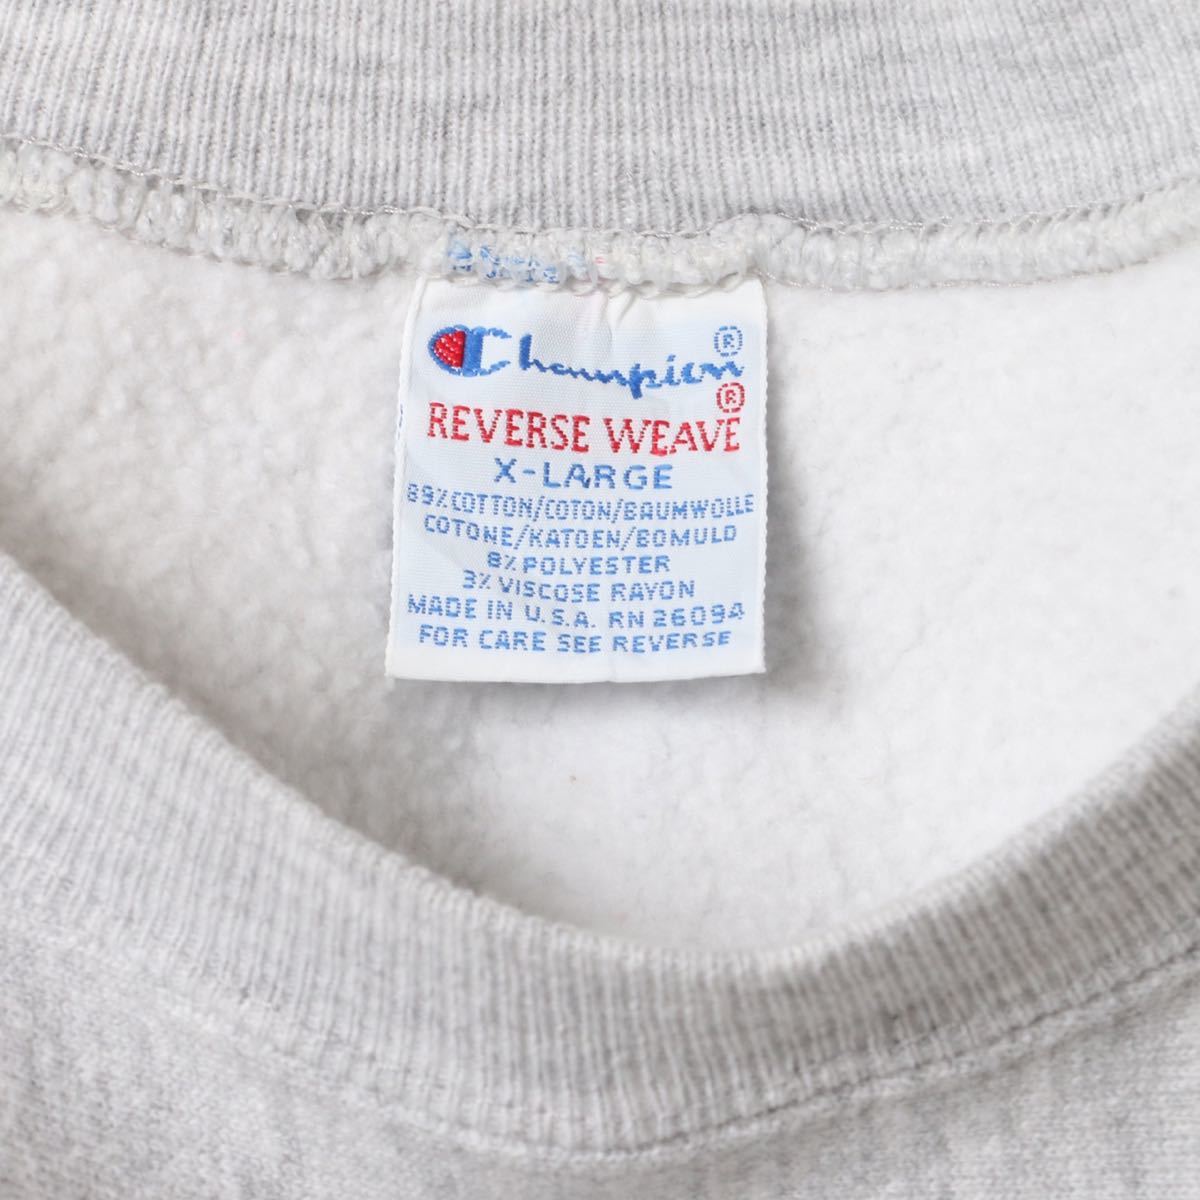 Champion®
REVERSE WEAVE®
X-LARGE
89% COTTON/COTON/BAUMWOLLE
COTONE/KATOEN/BOMULD
8% POLYESTER
3% VISCOSE RAYON
MADE IN U.S.A. RN 26094
FOR CARE SEE REVERSE